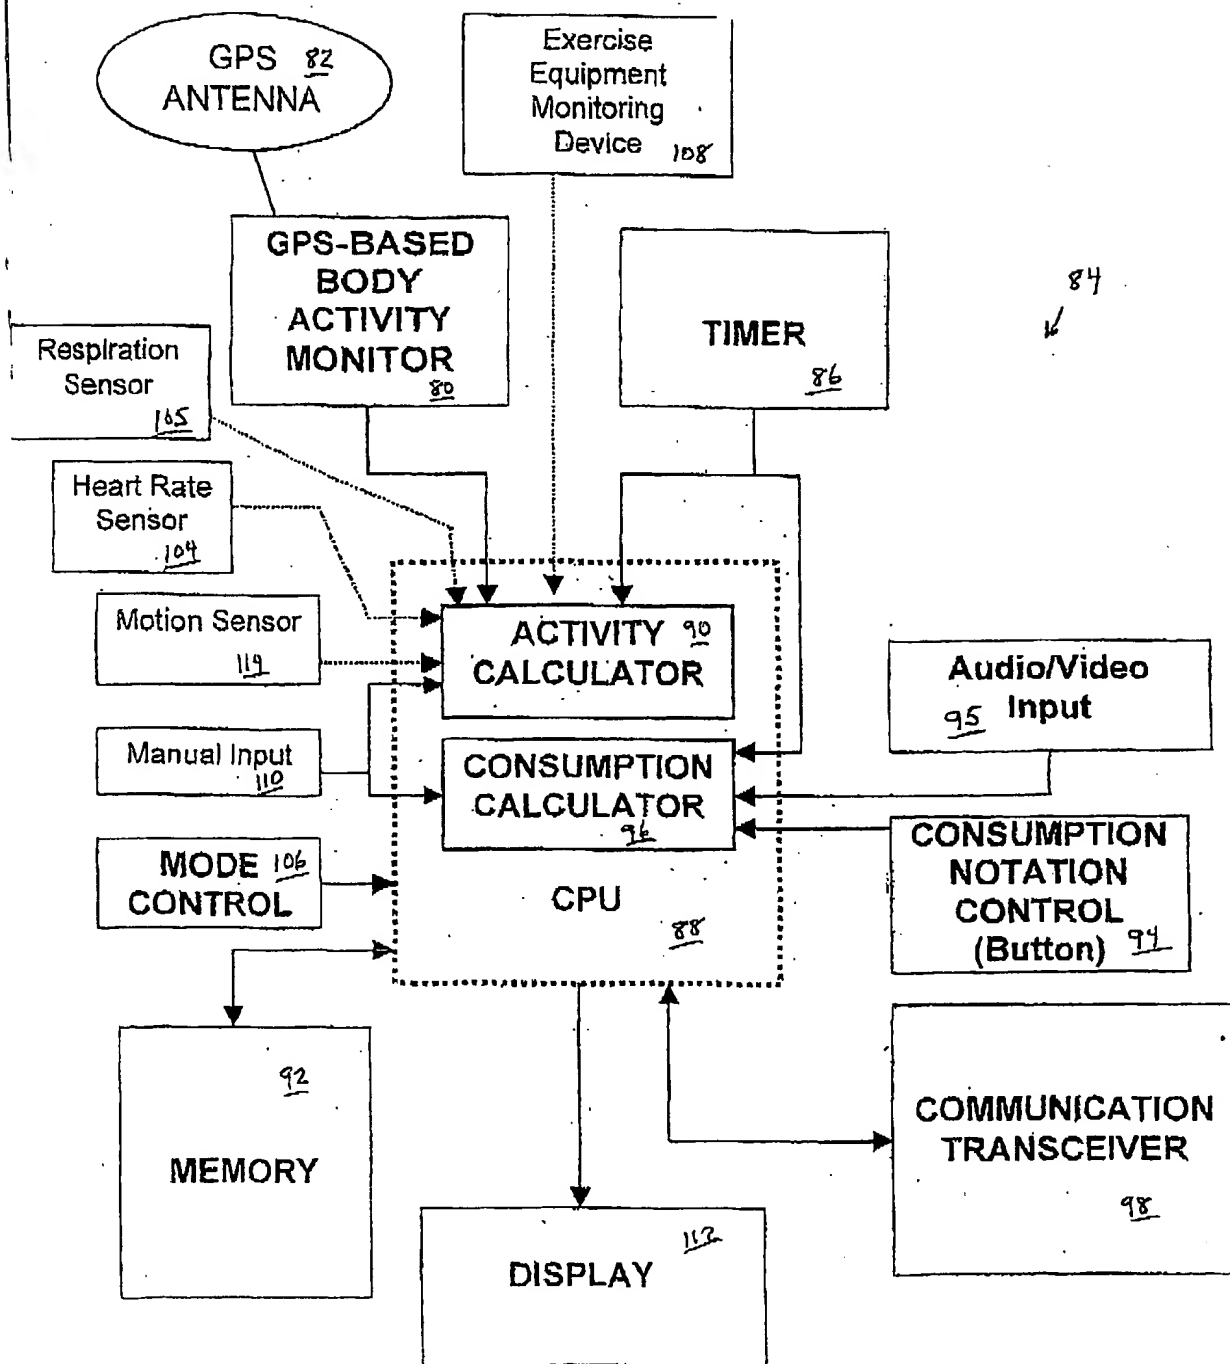 GPS 82
ANTENNA
Exercise
Equipment
Monitoring
Device 108
GPS-BASED
BODY
ACTIVITY
MONITOR
80
TIMER
86
84
Respiration
Sensor
105
Heart Rate
Sensor
104
Motion Sensor
114
Manual Input
110
MODE 106
CONTROL
ACTIVITY 90
CALCULATOR
CONSUMPTION
CALCULATOR
96
CPU
88
Audio/Video
95 Input
CONSUMPTION
NOTATION
CONTROL
(Button) 94
92
MEMORY
112
DISPLAY
COMMUNICATION
TRANSCEIVER
98